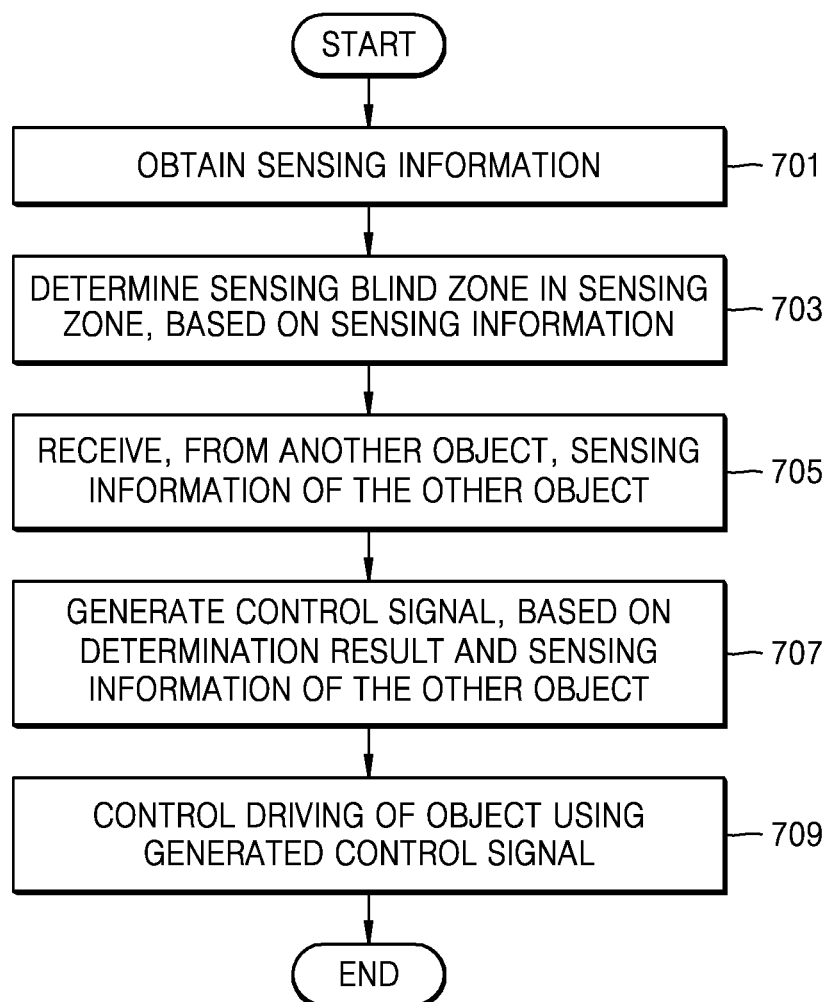 START
OBTAIN SENSING INFORMATION
701
DETERMINE SENSING BLIND ZONE IN SENSING
ZONE, BASED ON SENSING INFORMATION
703
RECEIVE, FROM ANOTHER OBJECT, SENSING
INFORMATION OF THE OTHER OBJECT
705
GENERATE CONTROL SIGNAL, BASED ON
DETERMINATION RESULT AND SENSING
INFORMATION OF THE OTHER OBJECT
707
CONTROL DRIVING OF OBJECT USING
GENERATED CONTROL SIGNAL
709
END